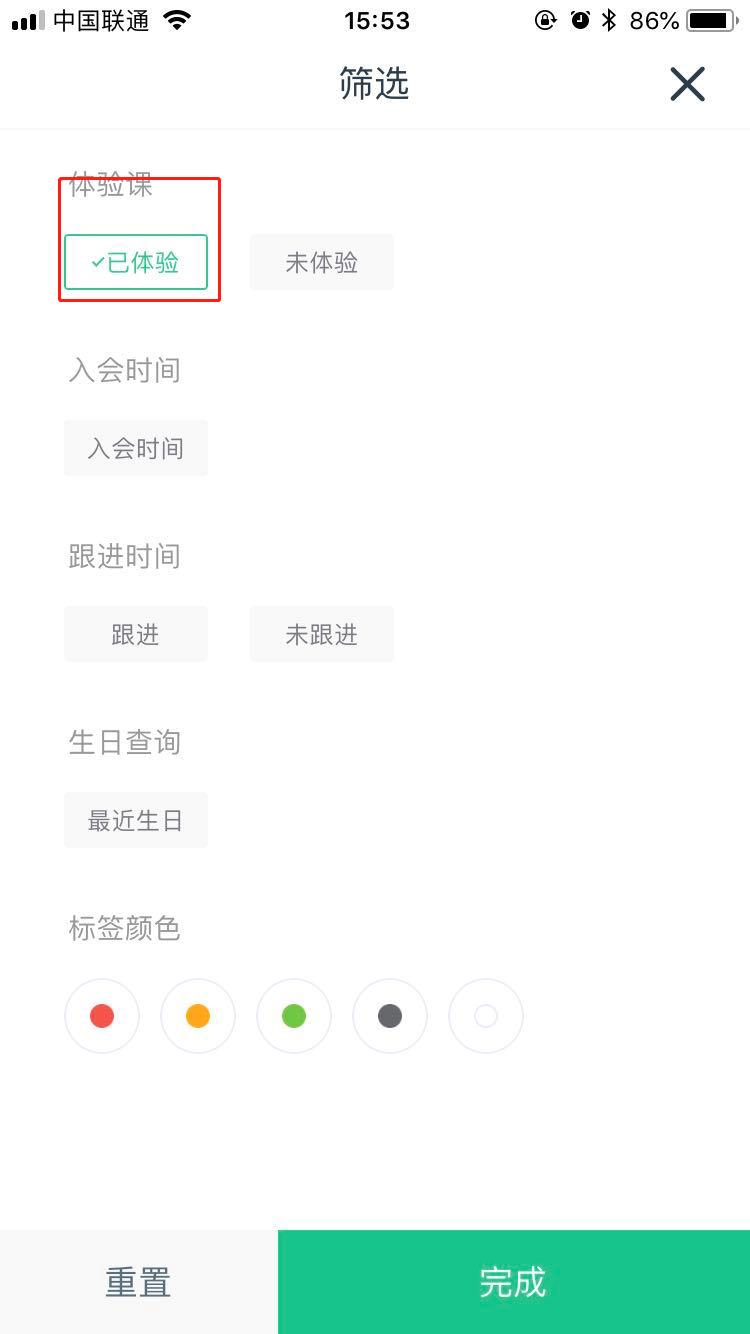 中国联通 15:53 86%
筛选
体验课
已体验 未体验
入会时间
入会时间
跟进时间
跟进 未跟进
生日查询
最近生日
标签颜色
重置 完成